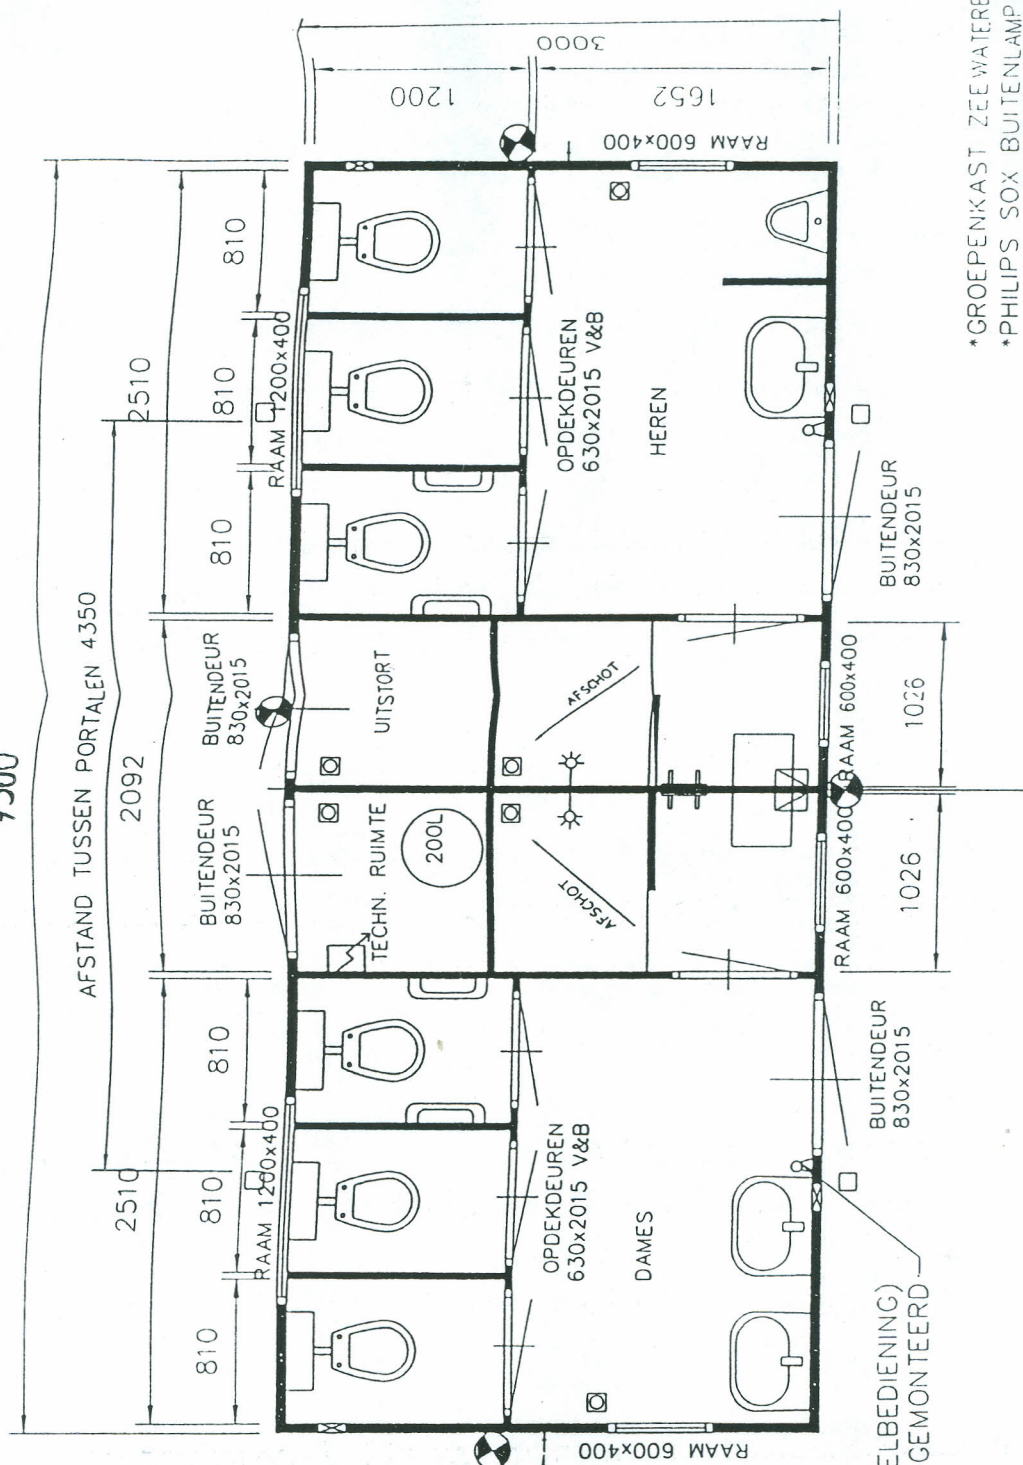 3000
1200
1652
RAAM 600x400
*GROEPENKAST ZEEWATERBE
*PHILIPS SOX BUITENLAMP
AFSTAND TUSSEN PORTALEN 4350
2510
2092
2510
810
810
810
810
810
810
RAAM 1200x400
RAAM 1200x400
BUITENDEUR
830x2015
BUITENDEUR
830x2015
OPDEKDEUREN
630x2015 V&B
HEREN
UITSTORT
TECHN. RUIMTE
200L
AFSCHOT
AFSCHOT
OPDEKDEUREN
630x2015 V&B
DAMES
BUITENDEUR
830x2015
BUITENDEUR
830x2015
RAAM 600x400
RAAM 600x400
1026
1026
RAAM 600x400
ELBEDIENING)
GEMONTEERD